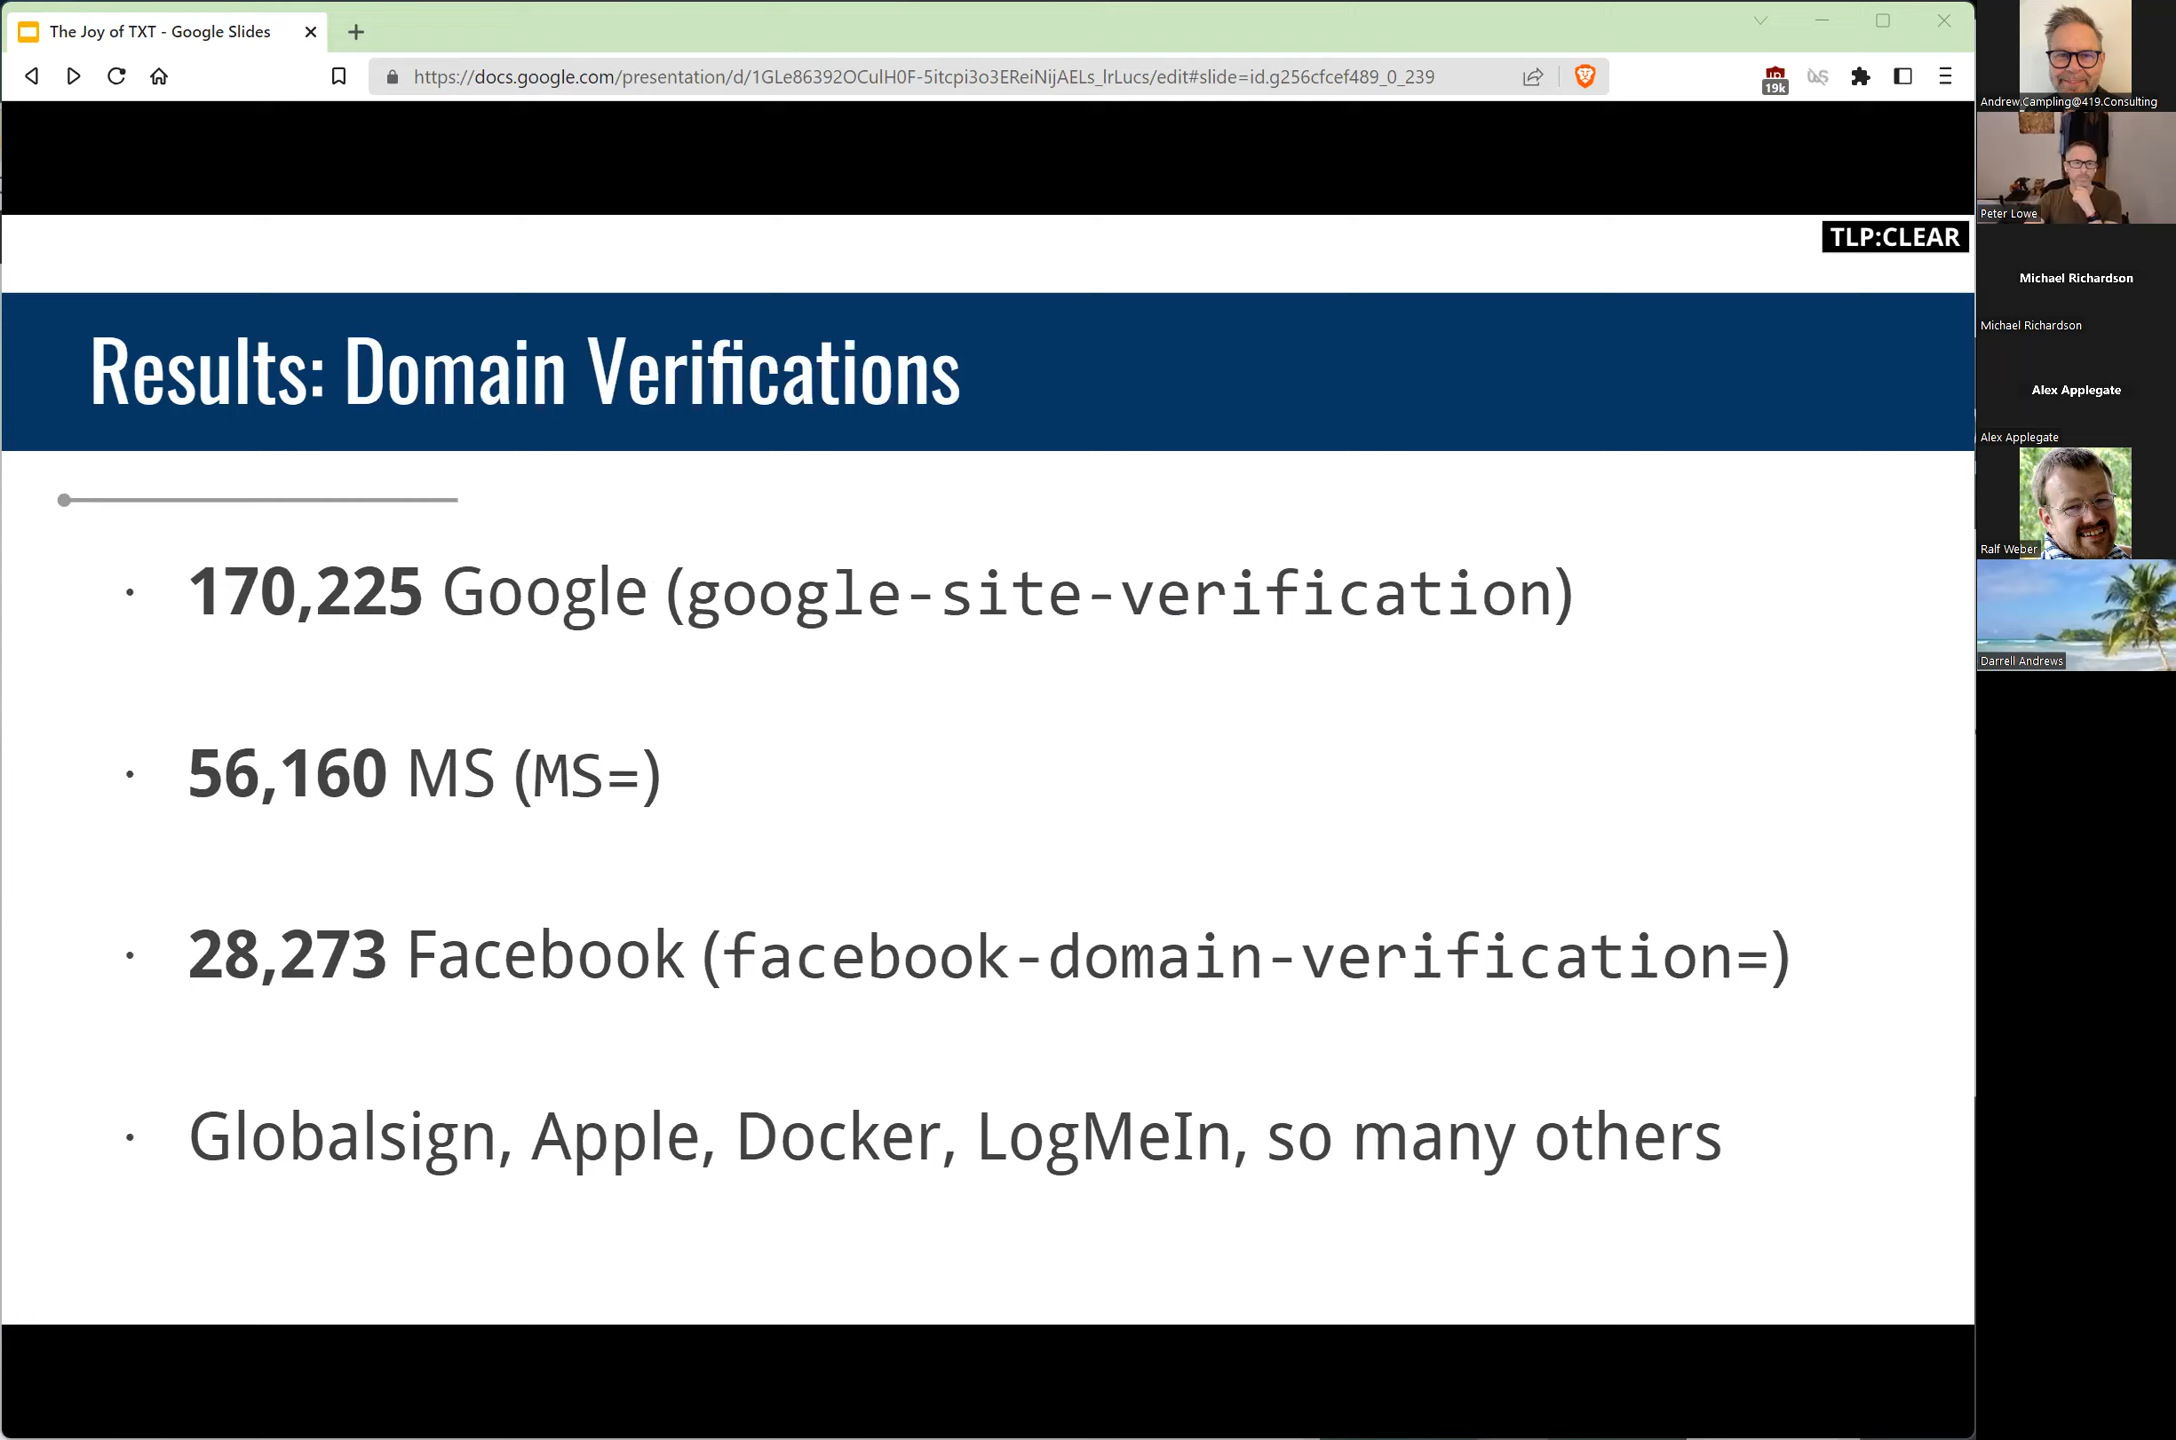 The Joy of TXT - Google Slides
https://docs.google.com/presentation/d/1GLe86392OCulH0F-5itcpi3o3EReiNijAELs_lrLucs/edit#slide=id.g256cfcef489_0_239
19k
TLP:CLEAR
Results: Domain Verifications
· 170,225 Google (google-site-verification)
· 56,160 MS (MS=)
· 28,273 Facebook (facebook-domain-verification=)
· Globalsign, Apple, Docker, LogMeIn, so many others
Andrew.Campling@419.Consulting
Peter Lowe
Michael Richardson
Michael Richardson
Alex Applegate
Alex Applegate
Ralf Weber
Darrell Andrews